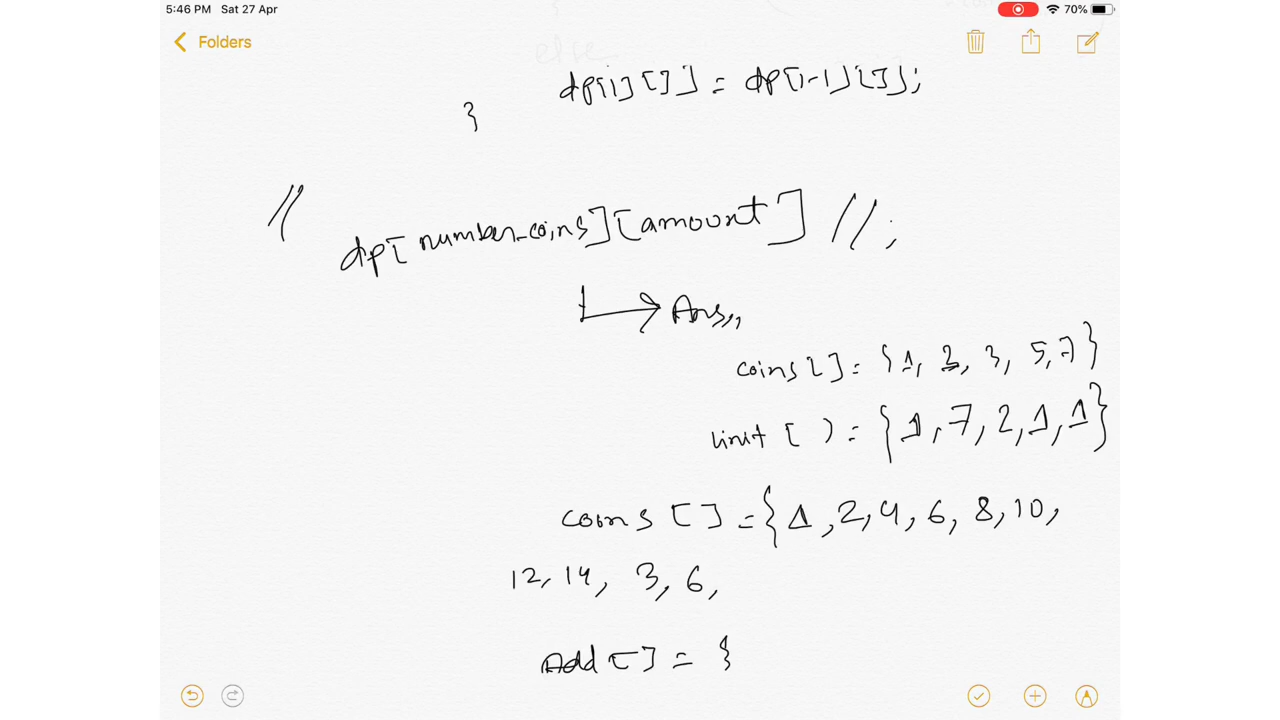 5:46 PM Sat 27 Apr
70%
Folders
else
dp[i][j] = dp[i-1][j];
}
//
dp[number_coins][amount] // ;
Ans,,
coins[] = {1, 2, 3, 5, 7}
limit [ ) = {1, 7, 2, 1, 1}
coins [] = {1, 2, 4, 6, 8, 10,
12, 14, 3, 6,
Add[] = {